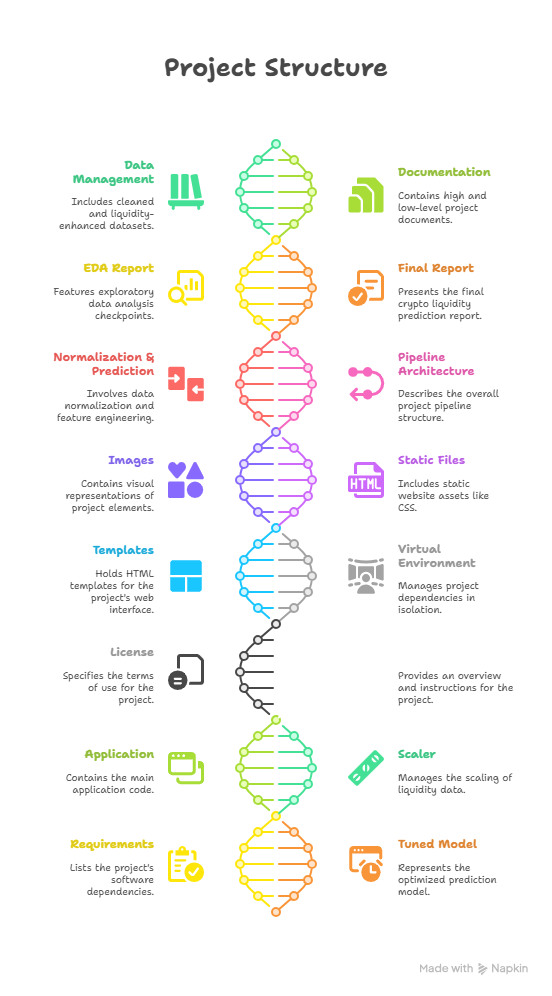 Project Structure
Data
Management
Includes cleaned
and liquidity-
enhanced datasets.
Documentation
Contains high and
low-level project
documents.
EDA Report
Features exploratory
data analysis
checkpoints.
Final Report
Presents the final
crypto liquidity
prediction report.
Normalization &
Prediction
Involves data
normalization and
feature engineering.
Pipeline
Architecture
Describes the overall
project pipeline
structure.
Images
Contains visual
representations of
project elements.
HTML
Static Files
Includes static
website assets like
CSS.
Templates
Holds HTML
templates for the
project's web
interface.
Virtual
Environment
Manages project
dependencies in
isolation.
License
Specifies the terms
of use for the
project.
Provides an overview
and instructions for the
project.
Application
Contains the main
application code.
Scaler
Manages the scaling of
liquidity data.
Requirements
Lists the project's
software
dependencies.
Tuned Model
Represents the
optimized prediction
model.
Made with Napkin